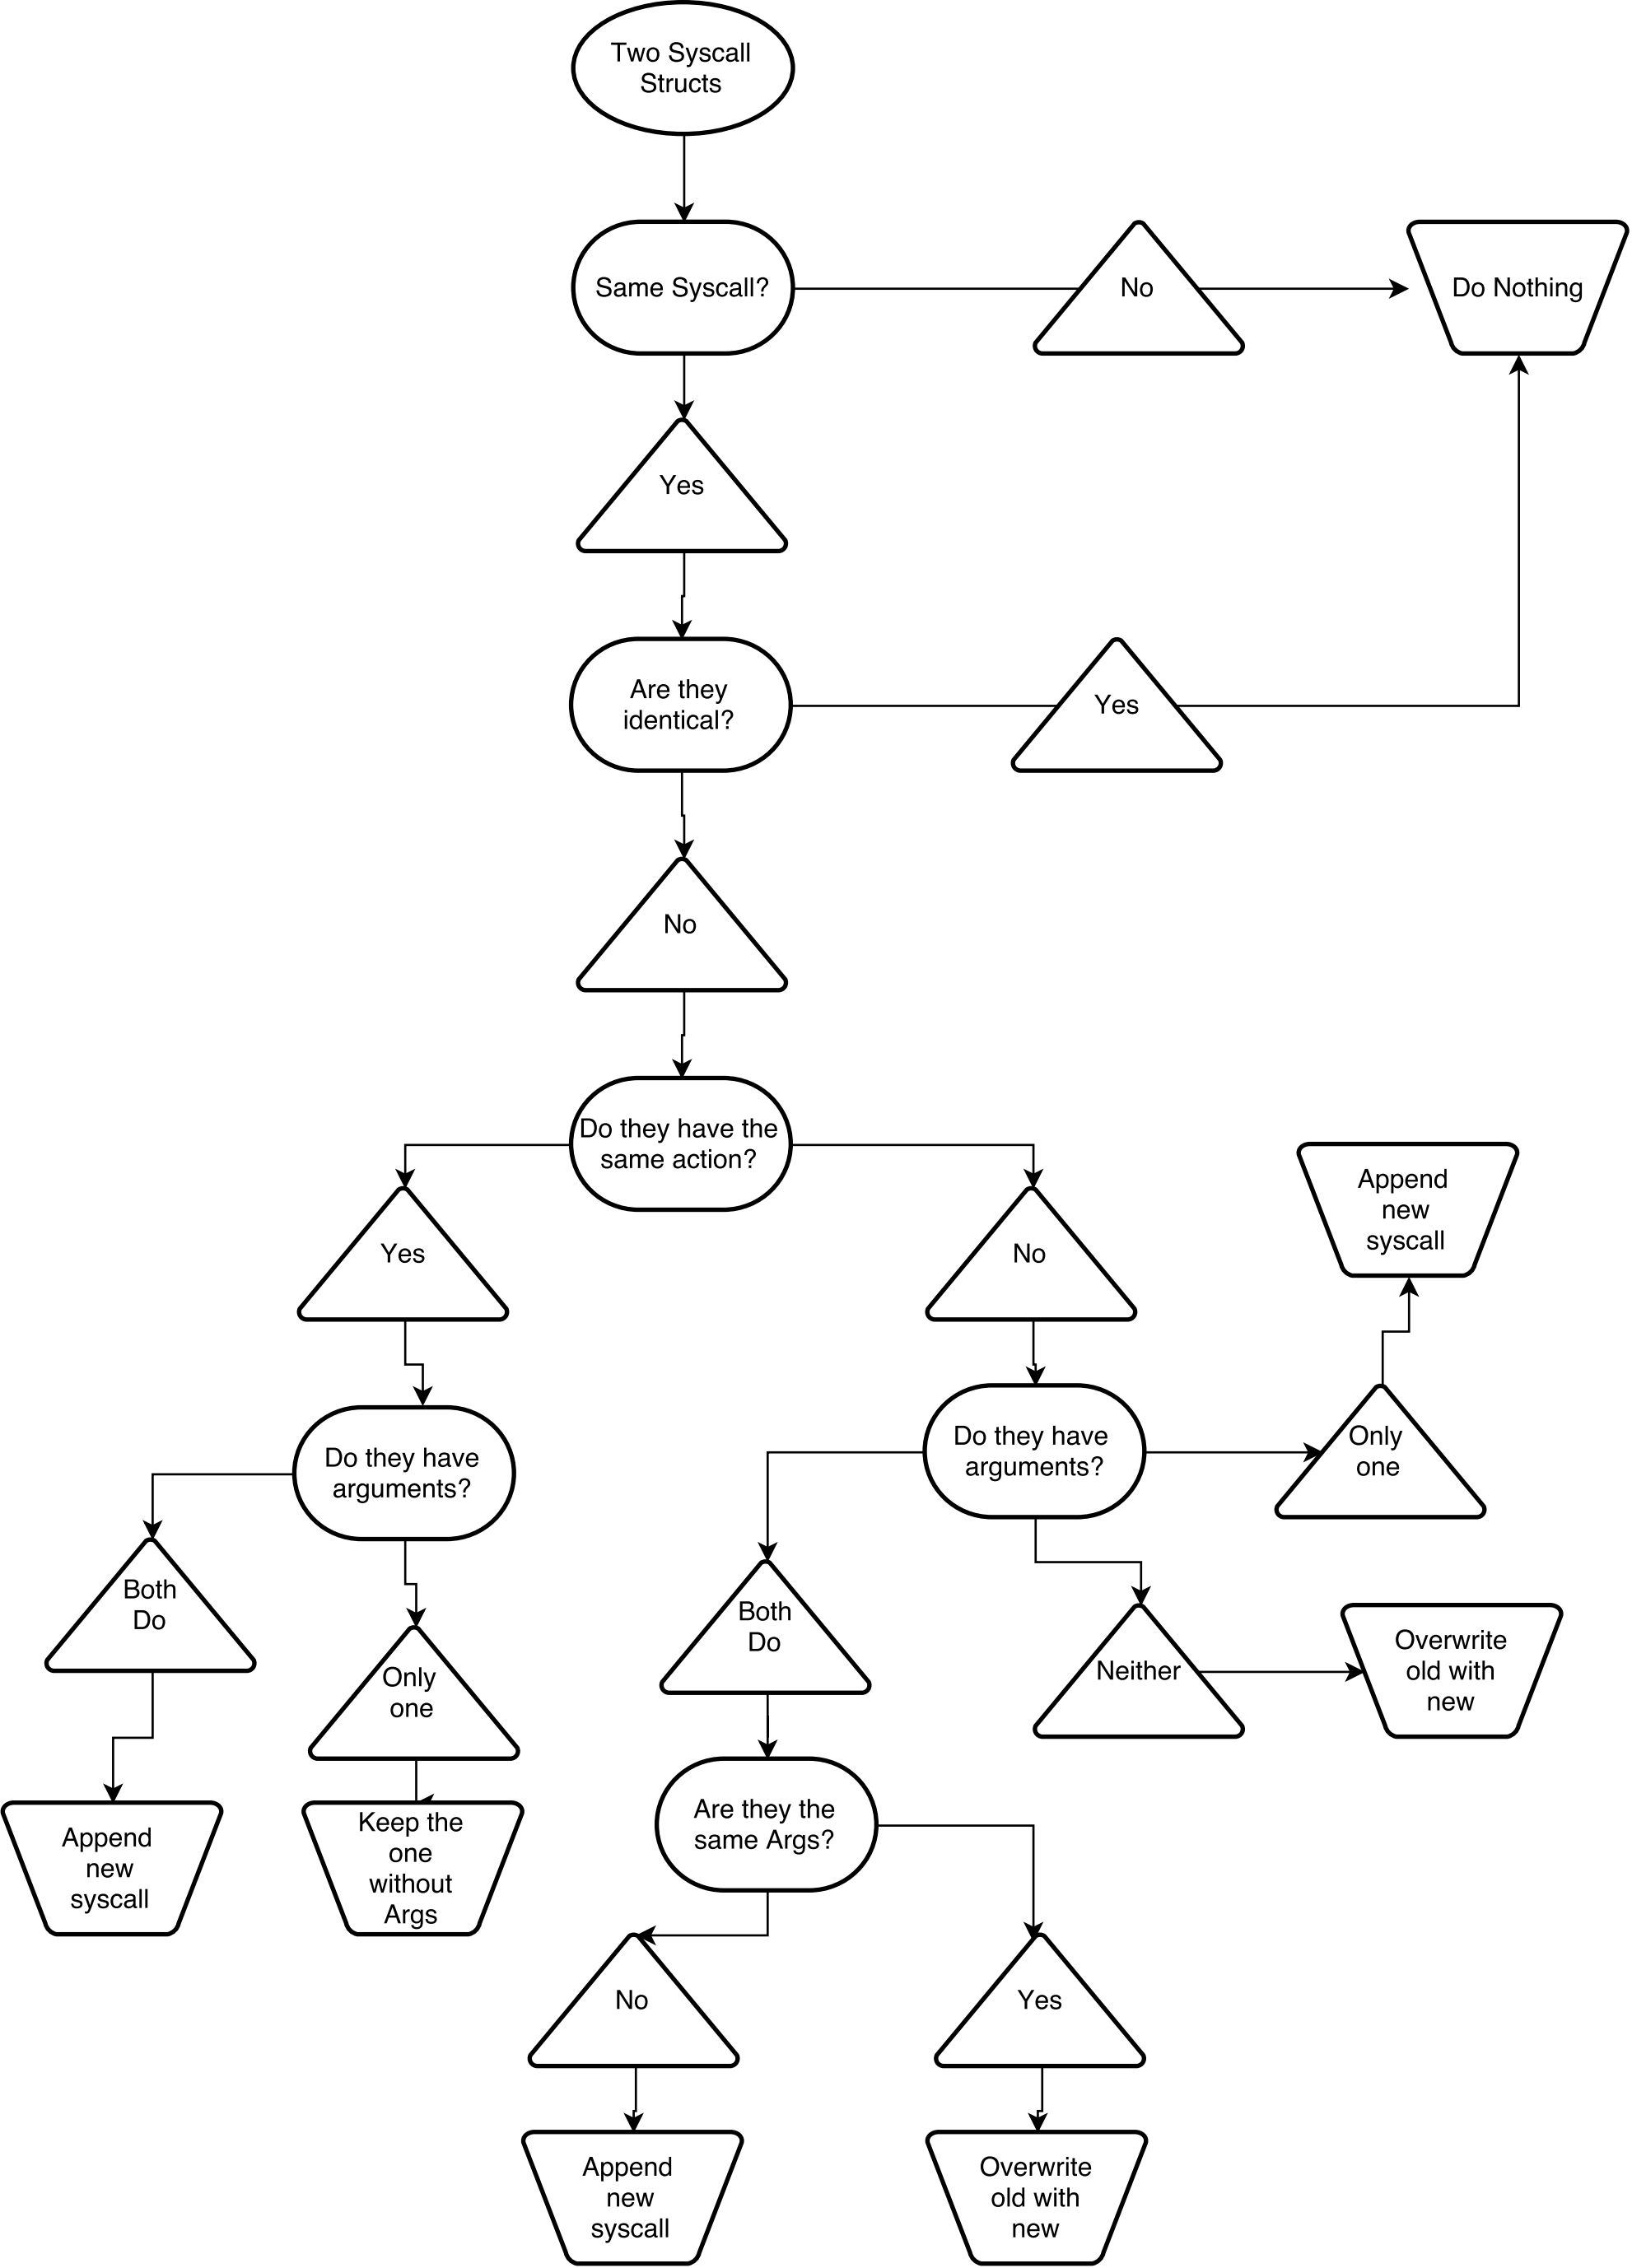 Two Syscall
Structs
Same Syscall?
No
Do Nothing
Yes
Are they
identical?
Yes
No
Do they have the
same action?
Yes
No
Append
new
syscall
Do they have
arguments?
Do they have
arguments?
Only
one
Both
Do
Only
one
Both
Do
Neither
Overwrite
old with
new
Append
new
syscall
Keep the
one
without
Args
Are they the
same Args?
No
Yes
Append
new
syscall
Overwrite
old with
new